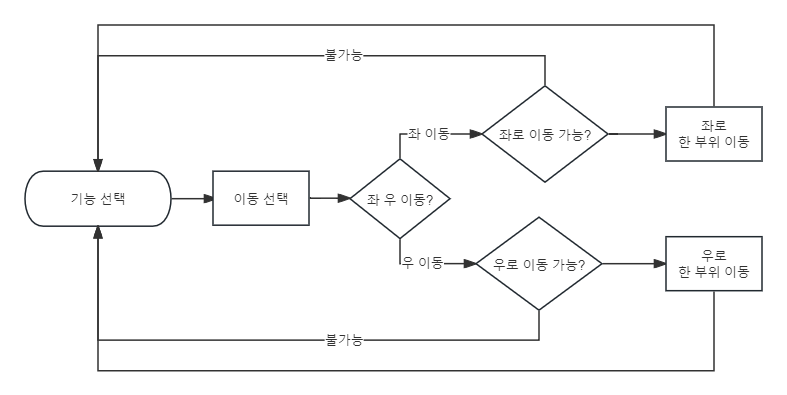 불가능
좌 이동
좌로 이동 가능?
좌로
한 부위 이동
기능 선택
이동 선택
좌 우 이동?
우 이동
우로 이동 가능?
우로
한 부위 이동
불가능